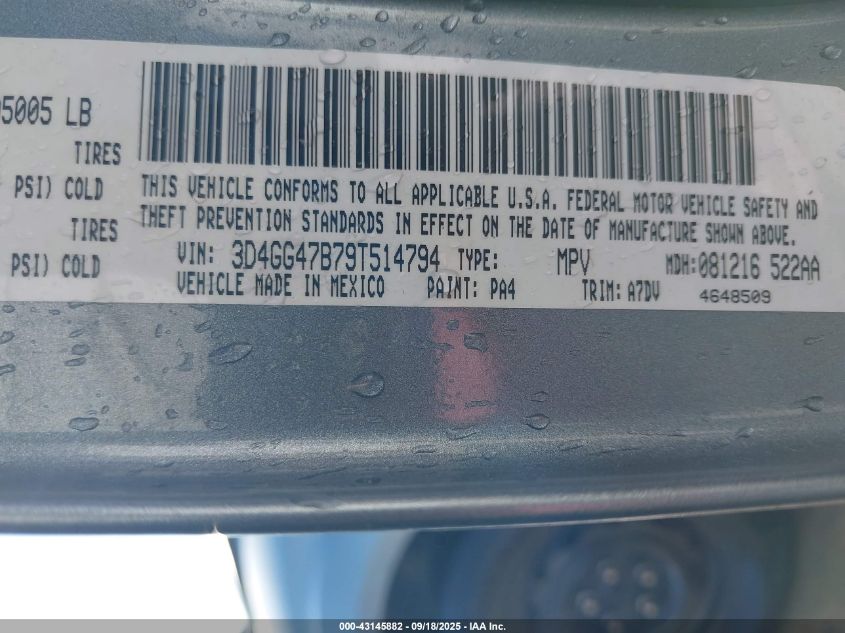 05005 LB
TIRES
PSI) COLD
TIRES
PSI) COLD
THIS VEHICLE CONFORMS TO ALL APPLICABLE U.S.A. FEDERAL MOTOR VEHICLE SAFETY AND
THEFT PREVENTION STANDARDS IN EFFECT ON THE DATE OF MANUFACTURE SHOWN ABOVE.
VIN: 3D4GG47B79T514794 TYPE: MPV MDH:081216 522AA
VEHICLE MADE IN MEXICO PAINT: PA4 TRIM: A7DV 4648509
000-43145882 - 09/18/2025 - IAA Inc.